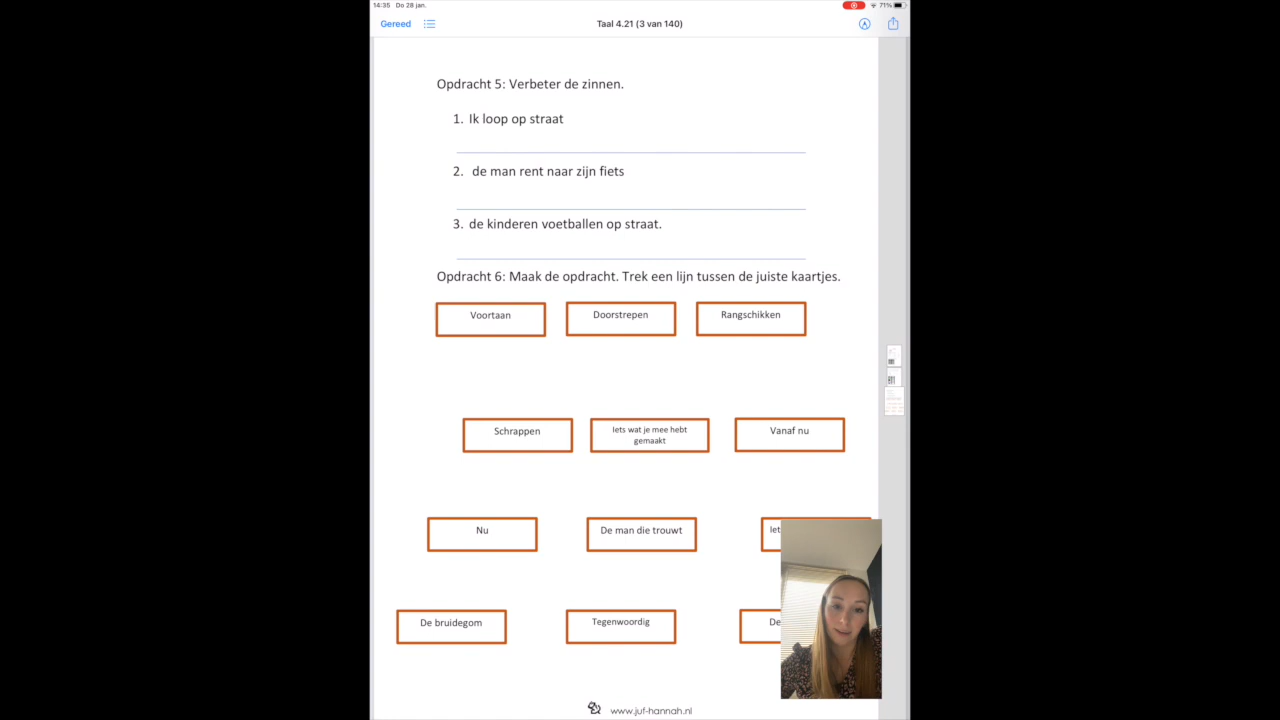 14:35 Do 28 jan.
71%
Gereed
Taal 4.21 (3 van 140)
Opdracht 5: Verbeter de zinnen.
1. Ik loop op straat
2. de man rent naar zijn fiets
3. de kinderen voetballen op straat.
Opdracht 6: Maak de opdracht. Trek een lijn tussen de juiste kaartjes.
Voortaan
Doorstrepen
Rangschikken
Schrappen
Iets wat je mee hebt
gemaakt
Vanaf nu
Nu
De man die trouwt
De bruidegom
Tegenwoordig
De
www.juf-hannah.nl